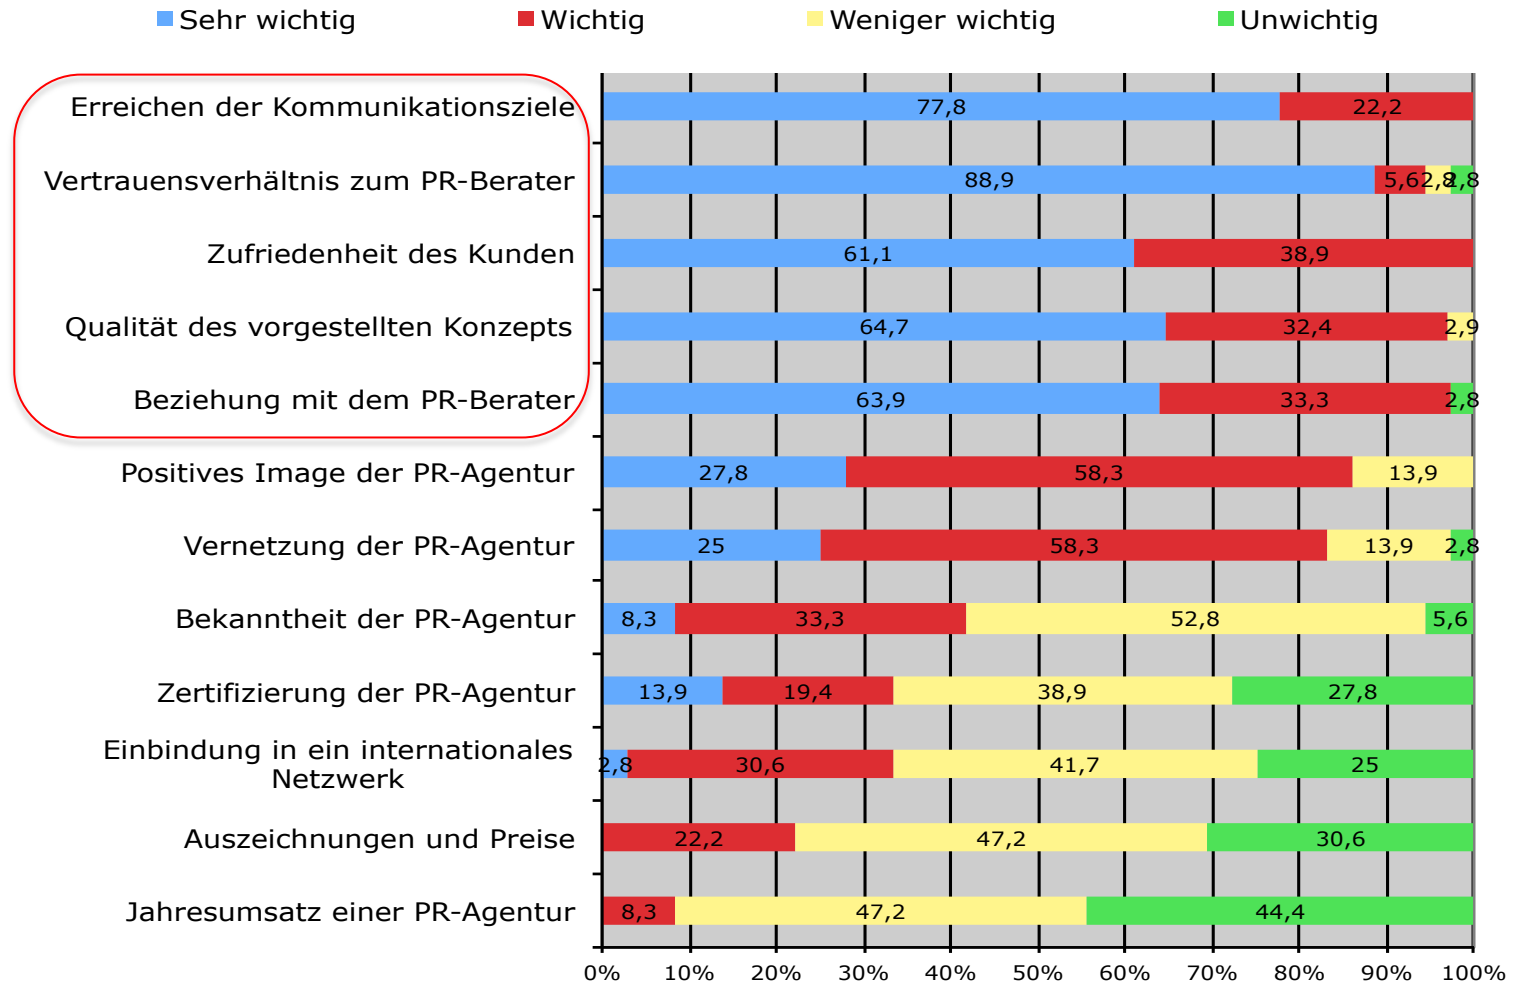 Sehr wichtig Wichtig Weniger wichtig Unwichtig
Erreichen der Kommunikationsziele 77,8 22,2
Vertrauensverhältnis zum PR-Berater 88,9 5,6 2,8 2,8
Zufriedenheit des Kunden 61,1 38,9
Qualität des vorgestellten Konzepts 64,7 32,4 2,9
Beziehung mit dem PR-Berater 63,9 33,3 2,8
Positives Image der PR-Agentur 27,8 58,3 13,9
Vernetzung der PR-Agentur 25 58,3 13,9 2,8
Bekanntheit der PR-Agentur 8,3 33,3 52,8 5,6
Zertifizierung der PR-Agentur 13,9 19,4 38,9 27,8
Einbindung in ein internationales
Netzwerk 2,8 30,6 41,7 25
Auszeichnungen und Preise 22,2 47,2 30,6
Jahresumsatz einer PR-Agentur 8,3 47,2 44,4
0% 10% 20% 30% 40% 50% 60% 70% 80% 90% 100%